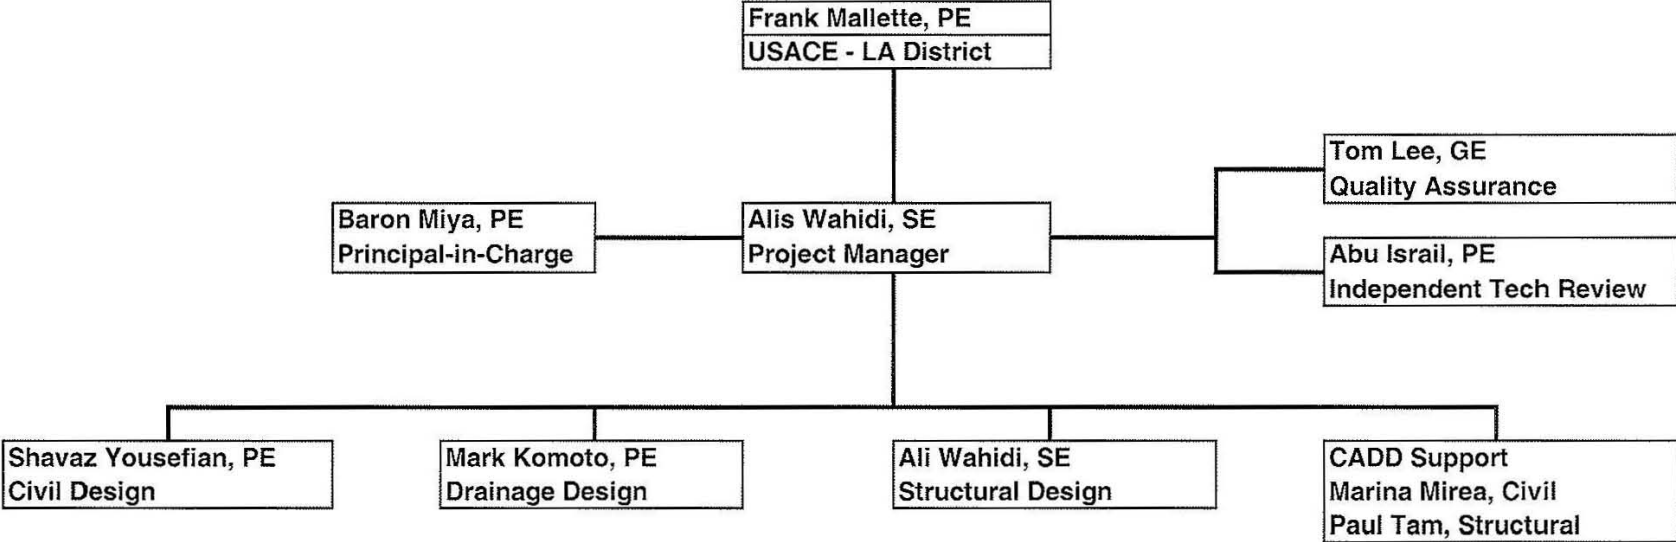 Frank Mallette, PE
USACE - LA District
Tom Lee, GE
Quality Assurance
Baron Miya, PE
Principal-in-Charge
Alis Wahidi, SE
Project Manager
Abu Israil, PE
Independent Tech Review
Shavaz Yousefian, PE
Civil Design
Mark Komoto, PE
Drainage Design
Ali Wahidi, SE
Structural Design
CADD Support
Marina Mirea, Civil
Paul Tam, Structural